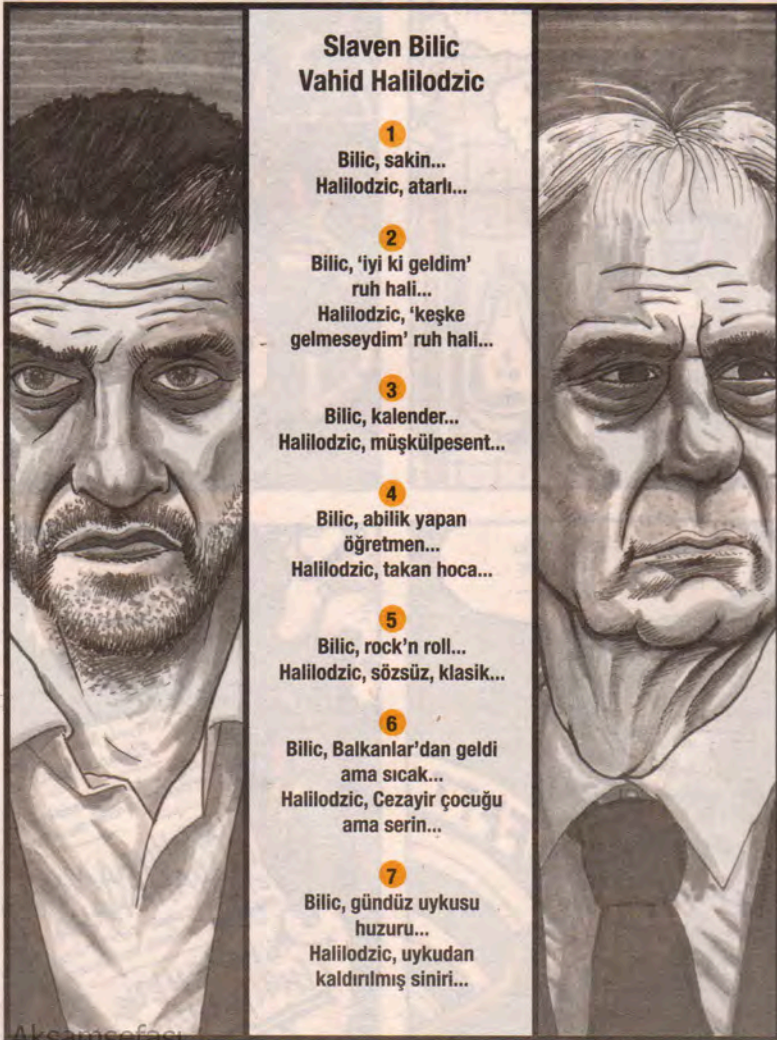 Slaven Bilic
Vahid Halilodzic
1
Bilic, sakin...
Halilodzic, atarlı...
2
Bilic, ‘iyi ki geldim’
ruh hali...
Halilodzic, ‘keşke
gelmeseydim’ ruh hali...
3
Bilic, kalender...
Halilodzic, müşkülpesent...
4
Bilic, abilik yapan
öğretmen...
Halilodzic, takan hoca...
5
Bilic, rock’n roll...
Halilodzic, sözsüz, klasik...
6
Bilic, Balkanlar’dan geldi
ama sıcak...
Halilodzic, Cezayir çocuğu
ama serin...
7
Bilic, gündüz uykusu
huzuru...
Halilodzic, uykudan
kaldırılmış siniri...
Akşamsefası